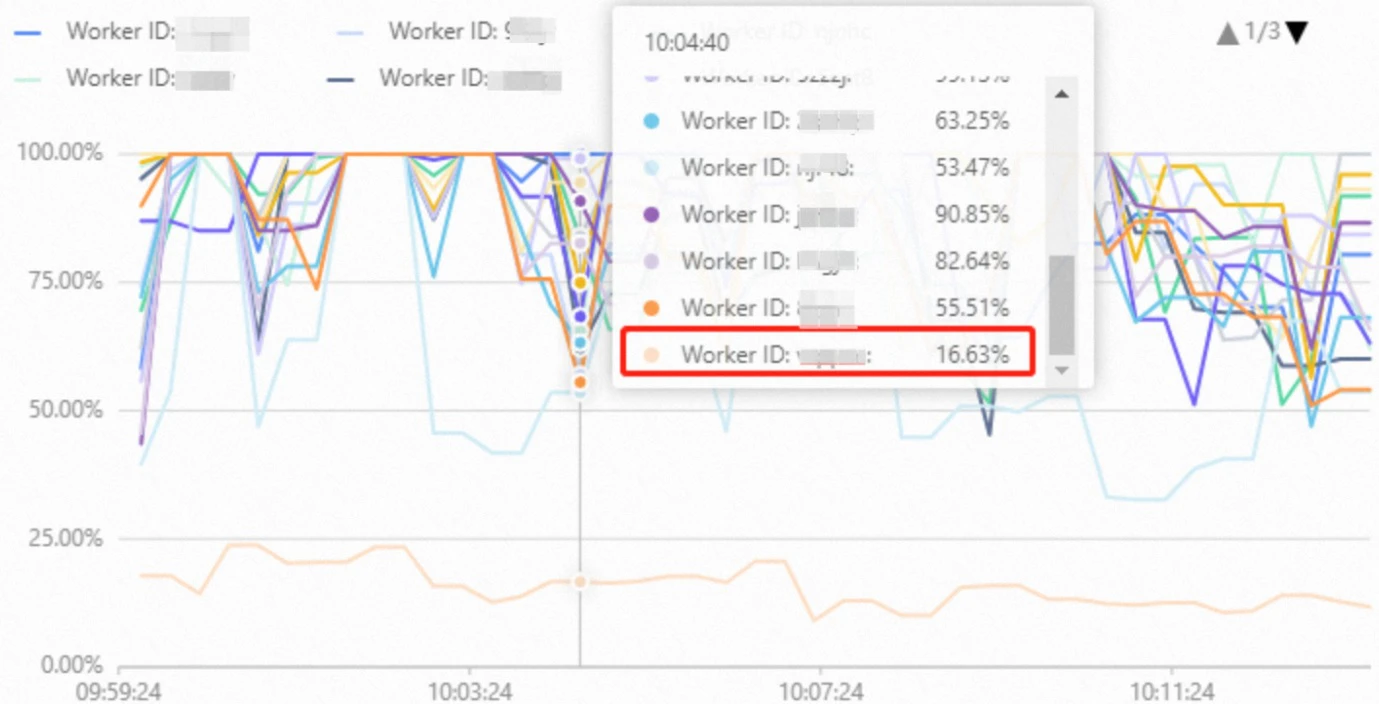 Worker ID:
Worker ID:
10:04:40
1/3
Worker ID:
Worker ID:
Worker ID:
63.25%
Worker ID:
53.47%
Worker ID:
90.85%
Worker ID:
82.64%
Worker ID:
55.51%
Worker ID:
16.63%
100.00%
75.00%
50.00%
25.00%
0.00%
09:59:24
10:03:24
10:07:24
10:11:24